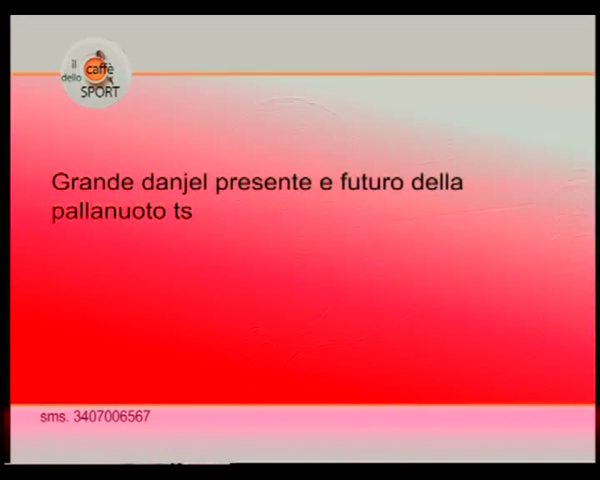 il caffè
dello
SPORT
Grande danjel presente e futuro della
pallanuoto ts
sms. 3407006567